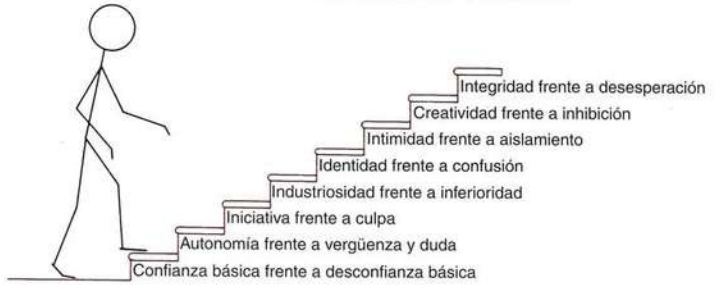 Integridad frente a desesperación
Creatividad frente a inhibición
Intimidad frente a aislamiento
Identidad frente a confusión
Industriosidad frente a inferioridad
Iniciativa frente a culpa
Autonomía frente a vergüenza y duda
Confianza básica frente a desconfianza básica